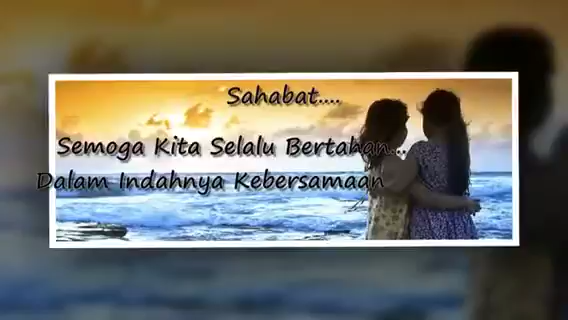 Sahabat....
Semoga Kita Selalu Bertahan...
Dalam Indahnya Kebersamaan